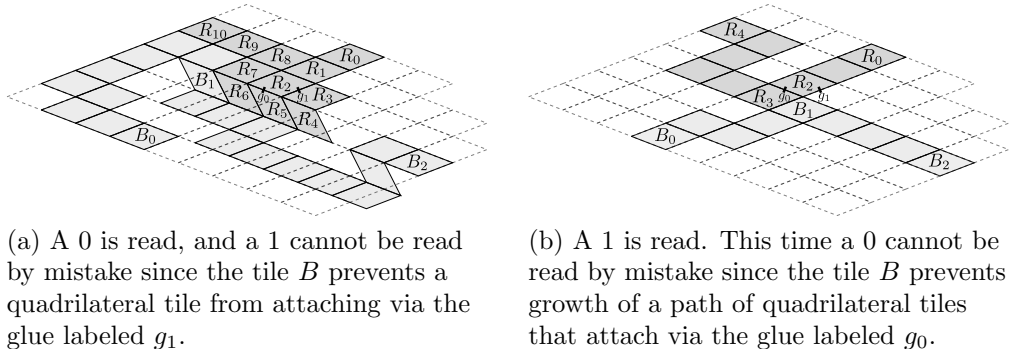 R10 R9 R8 R1 R0
B1 R7 R2
R6 g0 g1 R3
R5 R4
B0 B2
R4 R0
R2
R3 g0 g1
B1
B0 B2
(a) A 0 is read, and a 1 cannot be read
by mistake since the tile B prevents a
quadrilateral tile from attaching via the
glue labeled g1.
(b) A 1 is read. This time a 0 cannot be
read by mistake since the tile B prevents
growth of a path of quadrilateral tiles
that attach via the glue labeled g0.